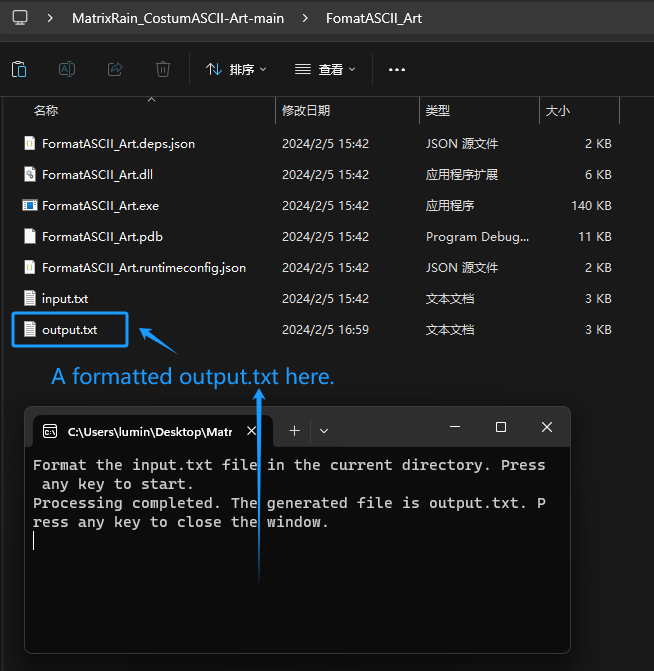 MatrixRain_CostumASCII-Art-main > FomatASCII_Art
排序 查看 •••
名称 修改日期 类型 大小
FormatASCII_Art.deps.json 2024/2/5 15:42 JSON 源文件 2 KB
FormatASCII_Art.dll 2024/2/5 15:42 应用程序扩展 6 KB
FormatASCII_Art.exe 2024/2/5 15:42 应用程序 140 KB
FormatASCII_Art.pdb 2024/2/5 15:42 Program Debug... 11 KB
FormatASCII_Art.runtimeconfig.json 2024/2/5 15:42 JSON 源文件 2 KB
input.txt 2024/2/5 15:42 文本文档 3 KB
output.txt 2024/2/5 16:59 文本文档 3 KB
A formatted output.txt here.
C:\Users\lumin\Desktop\Matr
Format the input.txt file in the current directory. Press
any key to start.
Processing completed. The generated file is output.txt. P
ress any key to close the window.